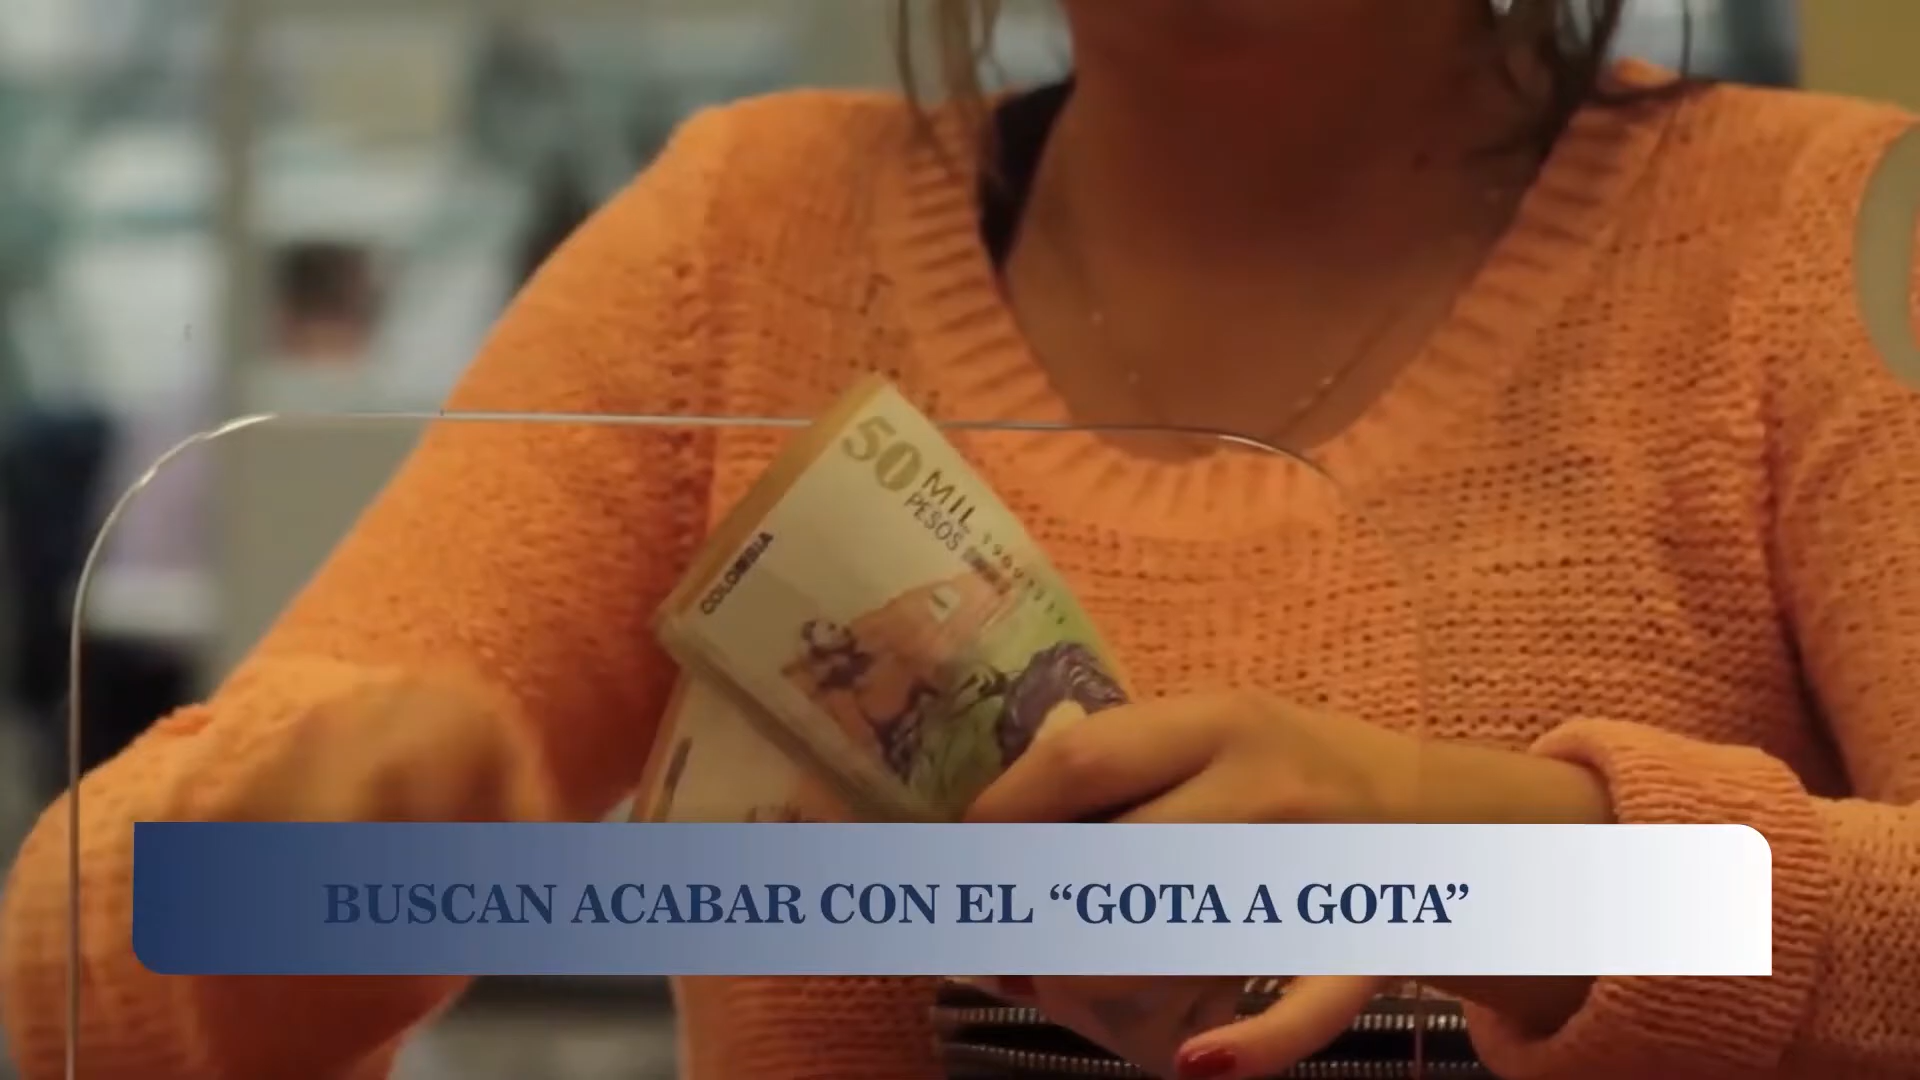 50
MIL
PESOS
COLOMBIA
BUSCAN ACABAR CON EL “GOTA A GOTA”